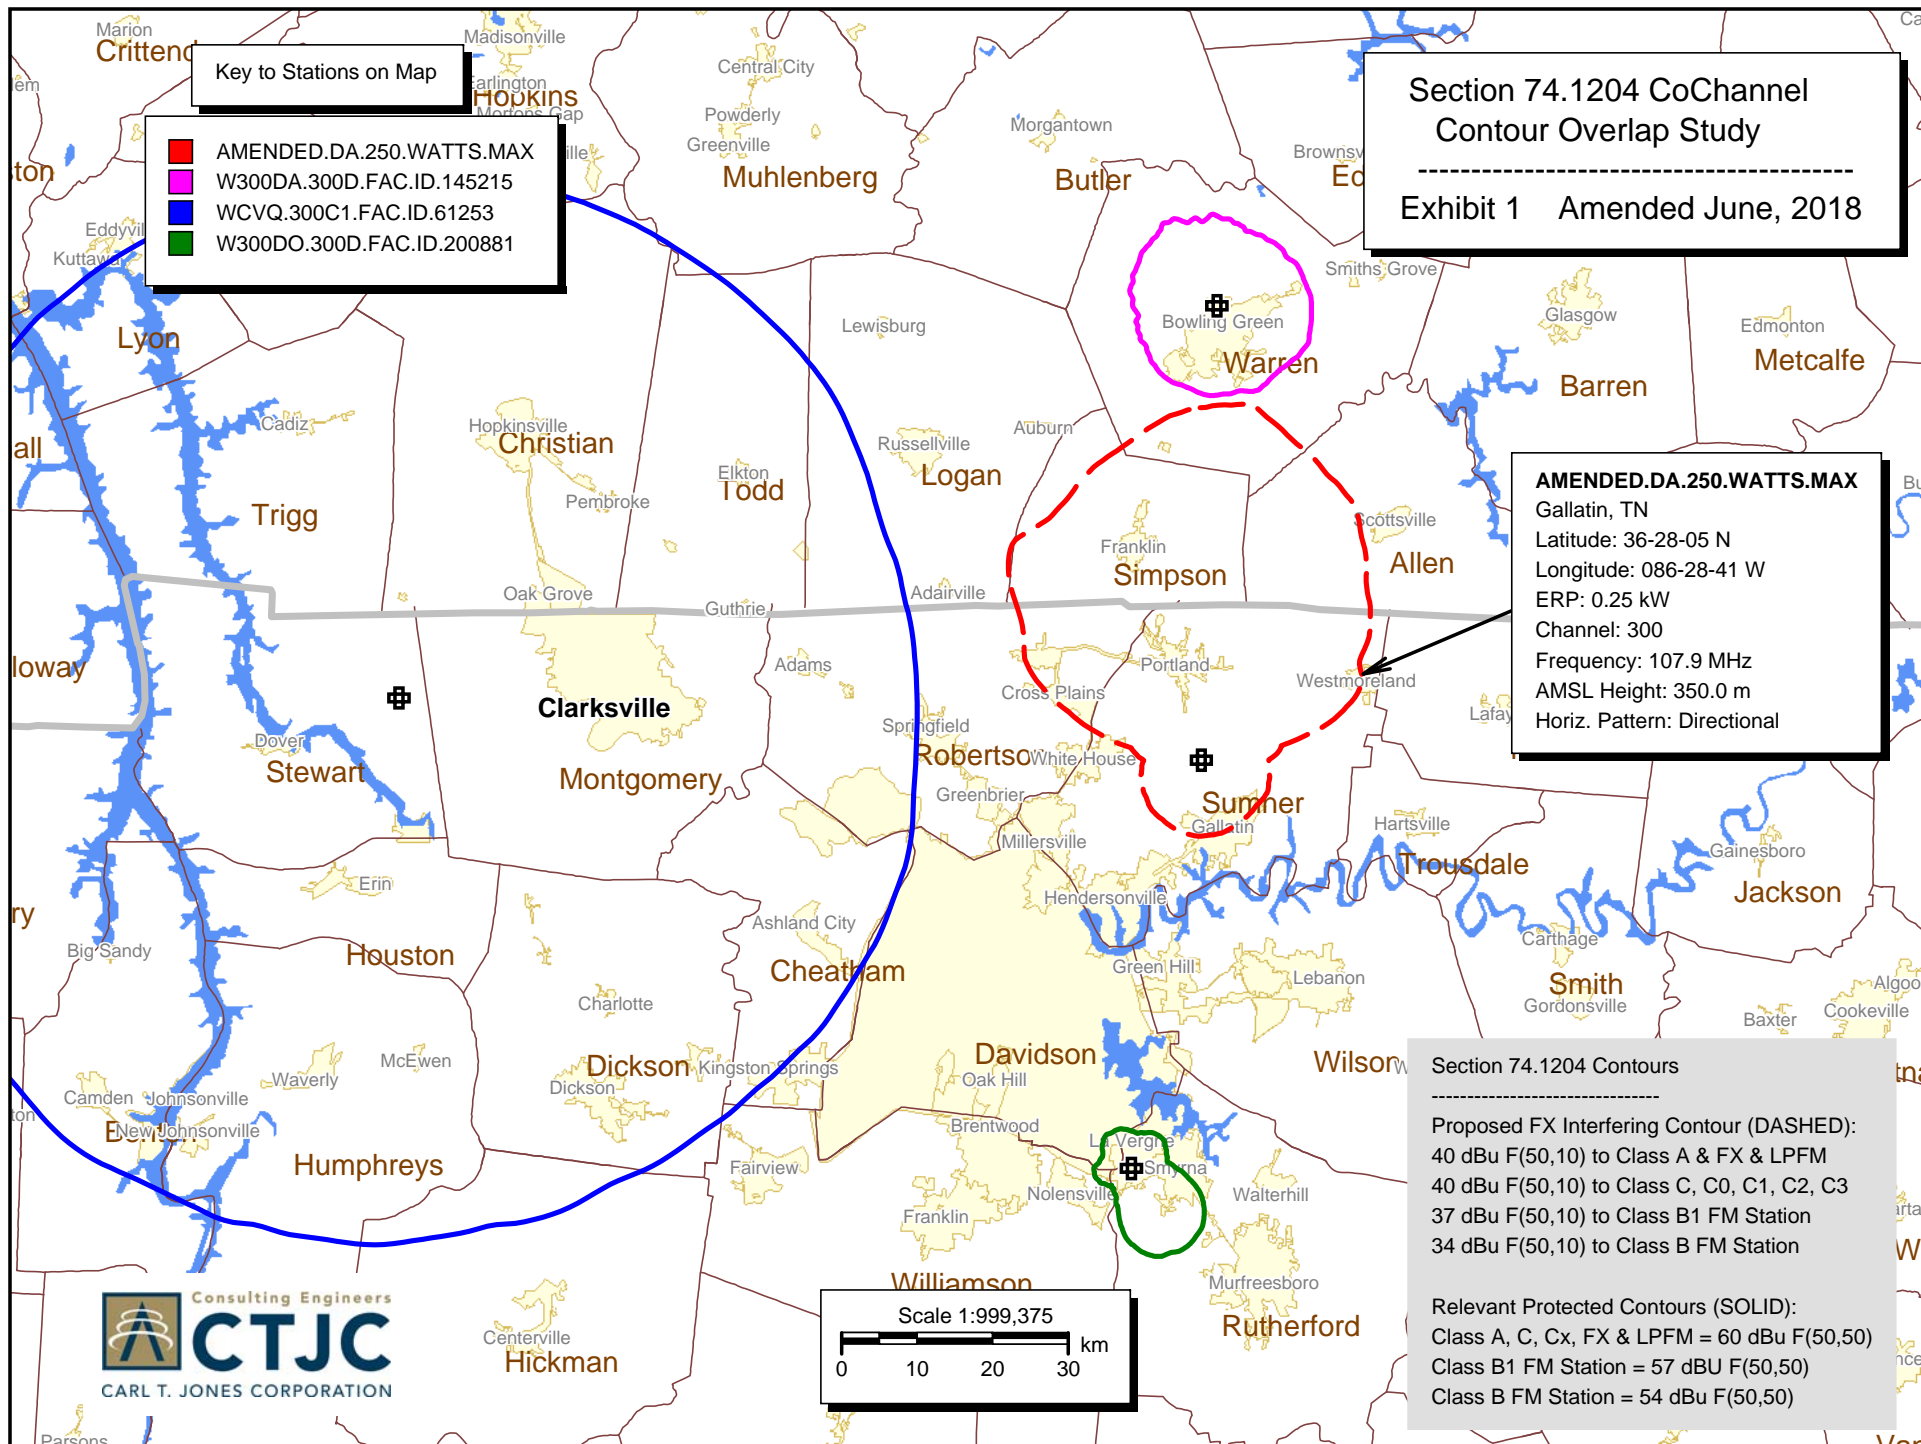 Key to Stations on Map
AMENDED.DA.250.WATTS.MAX
W300DA.300D.FAC.ID.145215
WCVQ.300C1.FAC.ID.61253
W300DO.300D.FAC.ID.200881
Section 74.1204 CoChannel
Contour Overlap Study
Exhibit 1 Amended June, 2018
Marion
Madisonville
Central City
Earlington
Hopkins
Mortons Gap
Powderly
Greenville
Muhlenberg
Morgantown
Butler
Smiths Grove
Kuttawa
Lyon
Lewisburg
Bowling Green
Warren
Glasgow
Barren
Edmonton
Metcalfe
Cadiz
Hopkinsville
Christian
Pembroke
Trigg
Elkton
Todd
Russellville
Logan
Auburn
Franklin
Simpson
Scottsville
Allen
AMENDED.DA.250.WATTS.MAX
Gallatin, TN
Latitude: 36-28-05 N
Longitude: 086-28-41 W
ERP: 0.25 kW
Channel: 300
Frequency: 107.9 MHz
AMSL Height: 350.0 m
Horiz. Pattern: Directional
Oak Grove
Guthrie
Adairville
Adams
Clarksville
Portland
Cross Plains
Westmoreland
Springfield
White House
Dover
Stewart
Montgomery
Greenbrier
Sumner
Gallatin
Millersville
Hartsville
Trousdale
Gainesboro
Jackson
Erin
Hendersonville
Ashland City
Cheatham
Big Sandy
Houston
Green Hill
Lebanon
Carthage
Smith
Gordonsville
Charlotte
Baxter
Cookeville
McEwen
Waverly
Dickson
Dickson
Kingston Springs
Davidson
Oak Hill
Wilson
Camden
Johnsonville
New Johnsonville
Benton
Humphreys
Brentwood
La Vergne
Smyrna
Fairview
Nolensville
Walterhill
Franklin
Williamson
Murfreesboro
Rutherford
Section 74.1204 Contours
---------------------------------
Proposed FX Interfering Contour (DASHED):
40 dBu F(50,10) to Class A & FX & LPFM
40 dBu F(50,10) to Class C, C0, C1, C2, C3
37 dBu F(50,10) to Class B1 FM Station
34 dBu F(50,10) to Class B FM Station
Relevant Protected Contours (SOLID):
Class A, C, Cx, FX & LPFM = 60 dBu F(50,50)
Class B1 FM Station = 57 dBU F(50,50)
Class B FM Station = 54 dBu F(50,50)
Scale 1:999,375
0 10 20 30 km
Centerville
Hickman
Consulting Engineers
CTJC
CARL T. JONES CORPORATION
Parsons